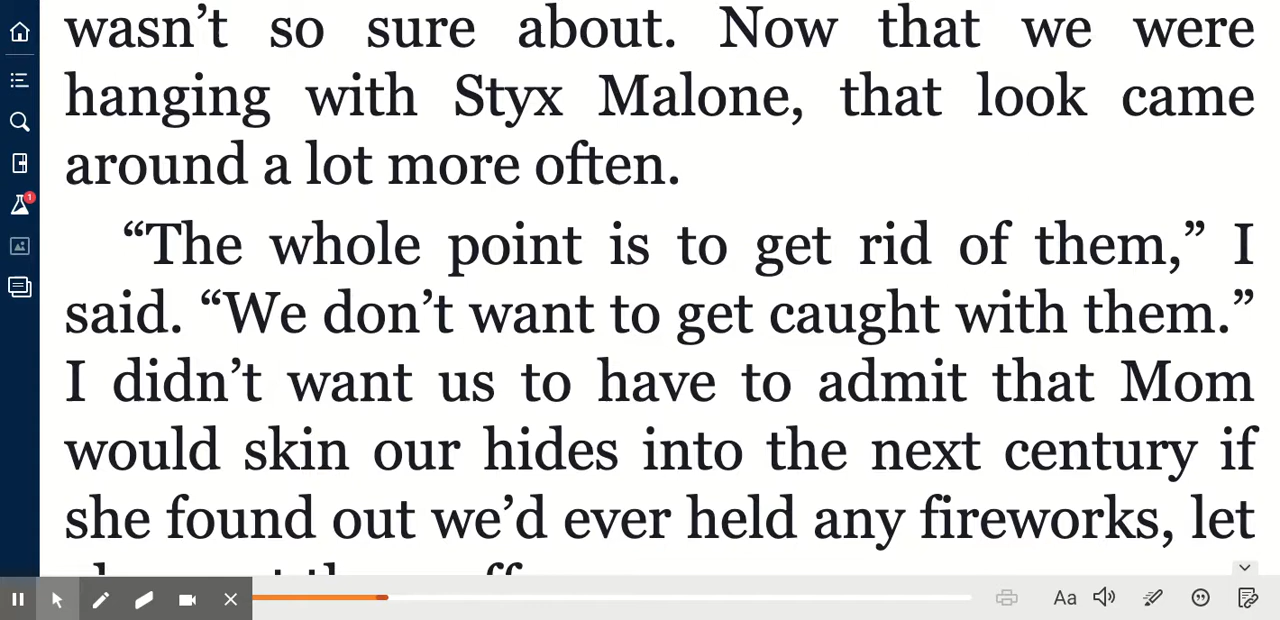 wasn’t so sure about. Now that we were
hanging with Styx Malone, that look came
around a lot more often.
“The whole point is to get rid of them,” I
said. “We don’t want to get caught with them.”
I didn’t want us to have to admit that Mom
would skin our hides into the next century if
she found out we’d ever held any fireworks, let
1
Aa